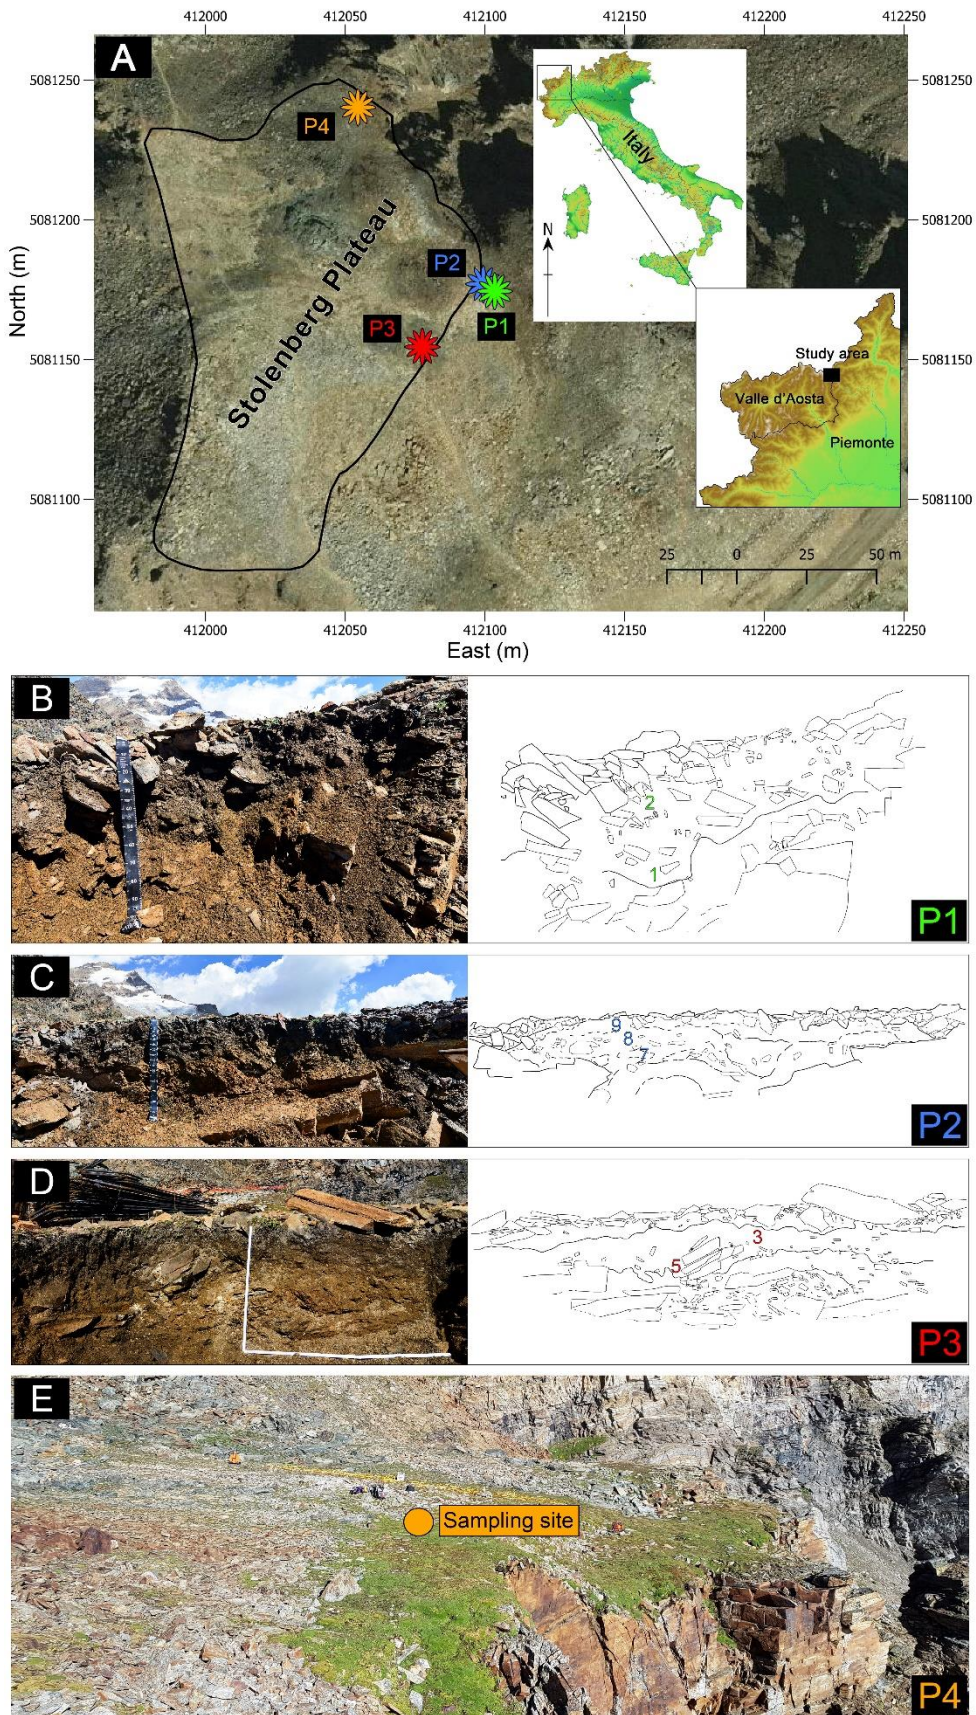 412000 412050 412100 412150 412200 412250
A
5081250 5081250
P4
Italy
N
5081200 5081200
Stolenberg Plateau
P2
P1
P3
North (m)
5081150 5081150
Study area
Valle d'Aosta
Piemonte
5081100 5081100
25 0 25 50 m
412000 412050 412100 412150 412200 412250
East (m)
B
2
1
P1
C
9
8
7
P2
D
3
5
P3
E
Sampling site
P4